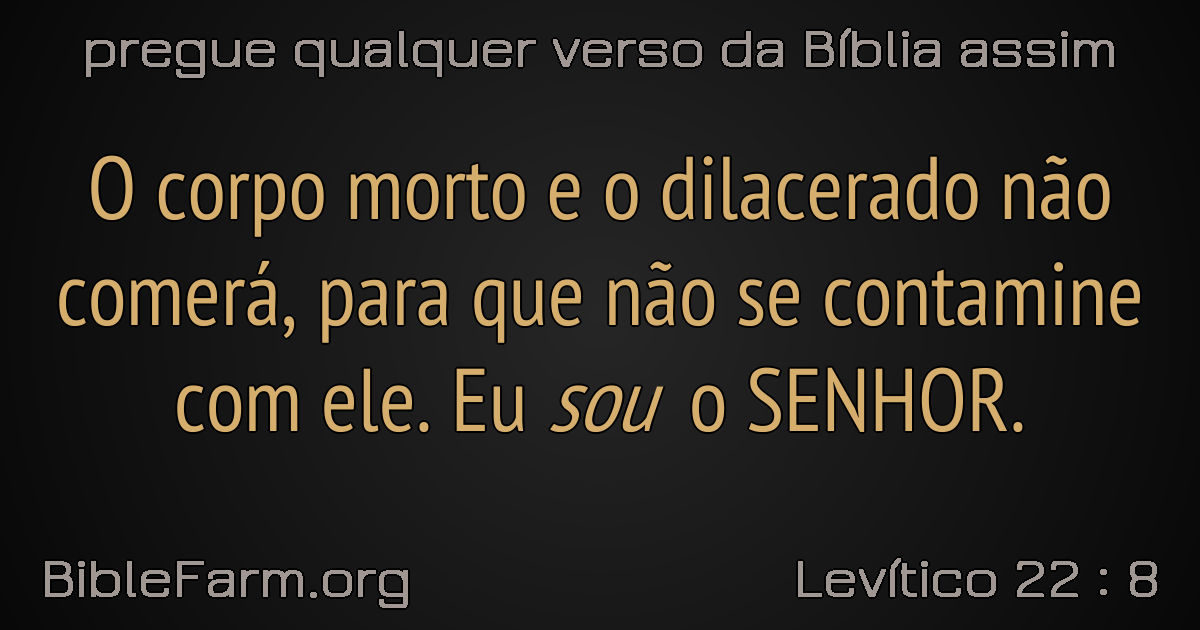 pregue qualquer verso da Bíblia assim
O corpo morto e o dilacerado não
comerá, para que não se contamine
com ele. Eu sou o SENHOR.
BibleFarm.org
Levítico 22 : 8